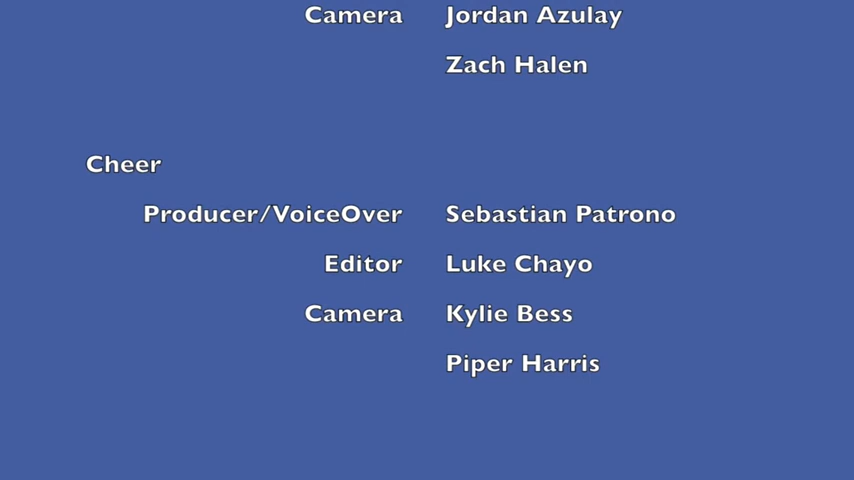 Camera Jordan Azulay
Zach Halen
Cheer
Producer/VoiceOver Sebastian Patrono
Editor Luke Chayo
Camera Kylie Bess
Piper Harris